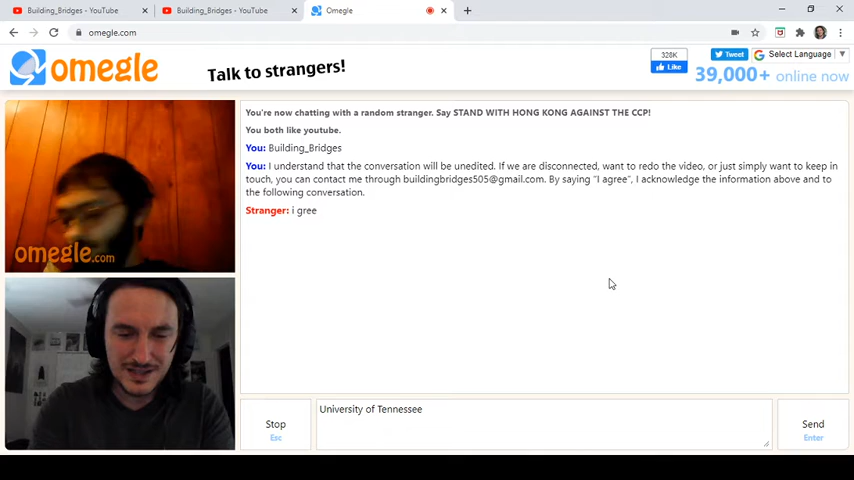 Building_Bridges - YouTube
Building_Bridges - YouTube
Omegle
omegle.com
omegle
Talk to strangers!
328K
Like
Tweet
Select Language
39,000+ online now
You're now chatting with a random stranger. Say STAND WITH HONG KONG AGAINST THE CCP!
You both like youtube.
You: Building_Bridges
You: I understand that the conversation will be unedited. If we are disconnected, want to redo the video, or just simply want to keep in
touch, you can contact me through buildingbridges505@gmail.com. By saying "I agree", I acknowledge the information above and to
the following conversation.
Stranger: i gree
omegle.com
Stop
Esc
University of Tennessee
Send
Enter